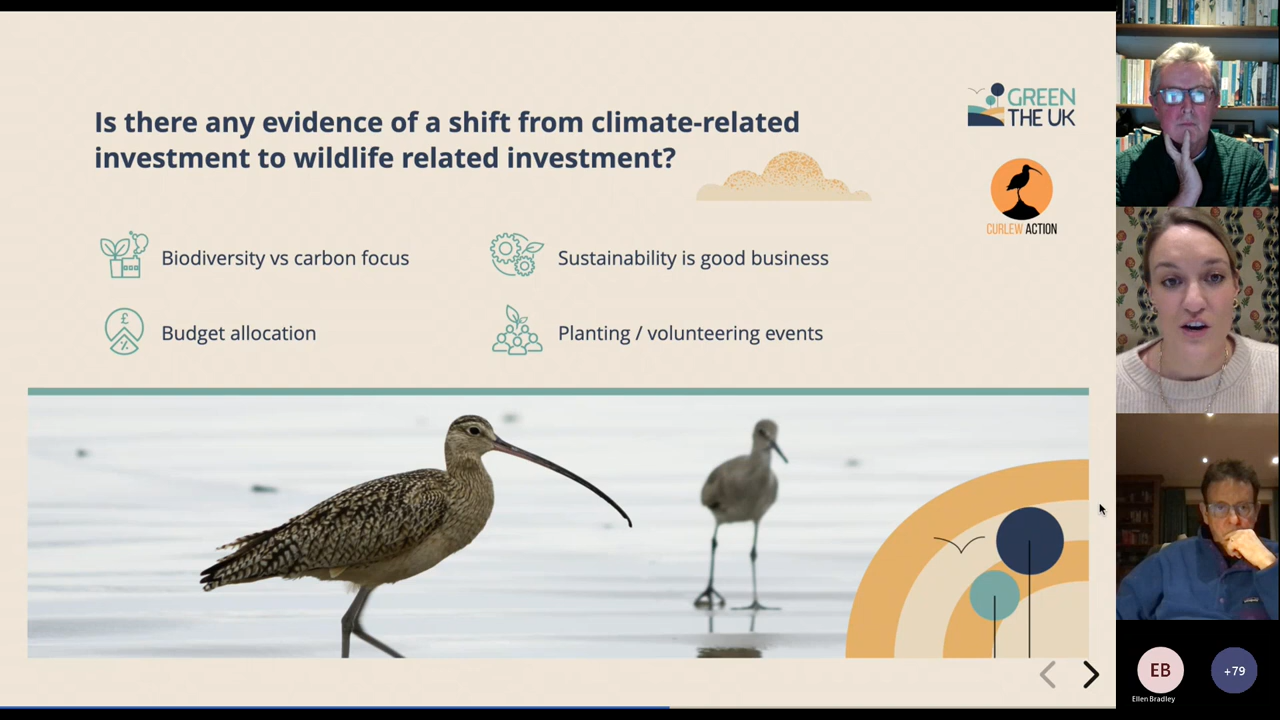 Is there any evidence of a shift from climate-related
investment to wildlife related investment?
GREEN
THE UK
CURLEW ACTION
Biodiversity vs carbon focus
Sustainability is good business
£
%
Budget allocation
Planting / volunteering events
EB
Ellen Bradley
+79